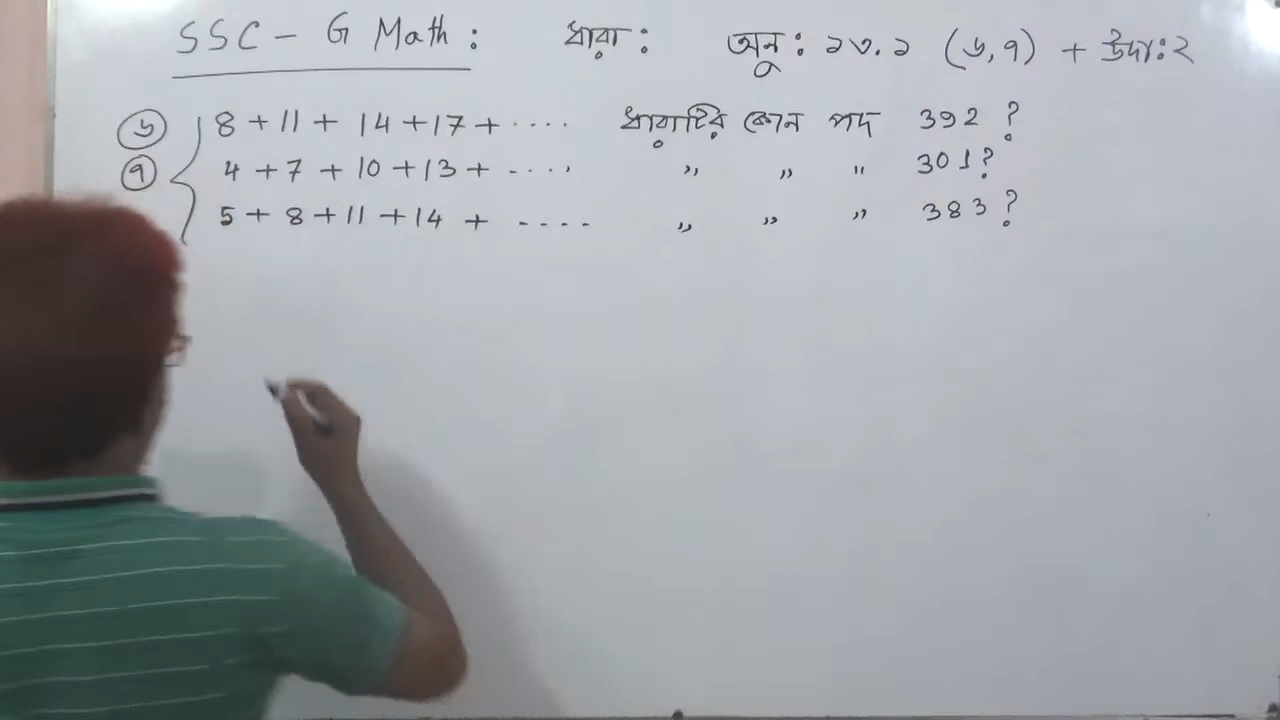 SSC - G Math : ধারা : অনু : ১৩.১ (৬,৭) + উদা: ২
৬ 8 + 11 + 14 + 17 + ···· ধারাটির কোন পদ 392 ?
৭ 4 + 7 + 10 + 13 + ---- ,, ,, ,, 301 ?
5 + 8 + 11 + 14 + ---- ,, ,, ,, 383 ?